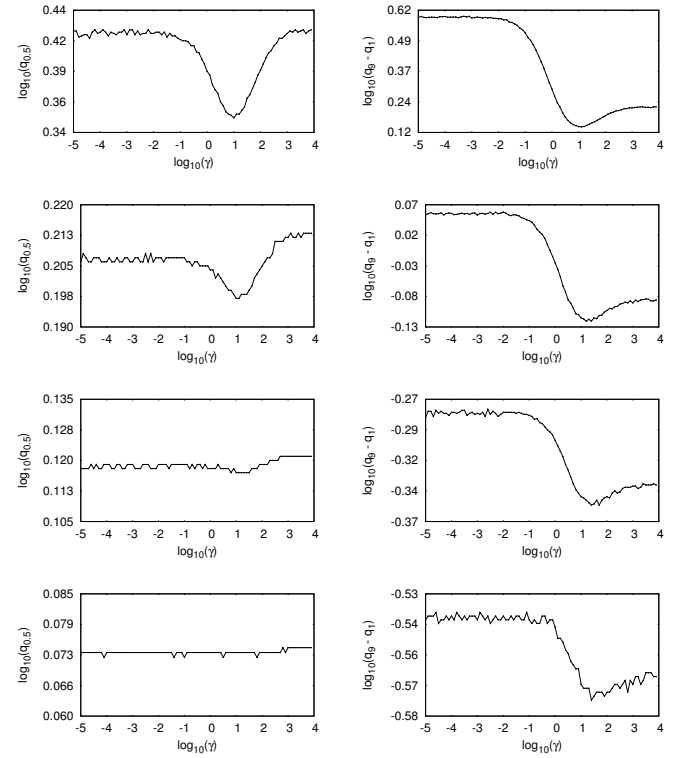 0.44
0.42
0.39
0.36
0.34
log10(q0.5)
-5 -4 -3 -2 -1 0 1 2 3 4
log10(γ)
0.62
0.49
0.37
0.24
0.12
log10(q9 - q1)
-5 -4 -3 -2 -1 0 1 2 3 4
log10(γ)
0.220
0.213
0.205
0.198
0.190
log10(q0.5)
-5 -4 -3 -2 -1 0 1 2 3 4
log10(γ)
0.07
0.02
-0.03
-0.08
-0.13
log10(q9 - q1)
-5 -4 -3 -2 -1 0 1 2 3 4
log10(γ)
0.135
0.128
0.120
0.113
0.105
log10(q0.5)
-5 -4 -3 -2 -1 0 1 2 3 4
log10(γ)
-0.27
-0.29
-0.32
-0.34
-0.37
log10(q9 - q1)
-5 -4 -3 -2 -1 0 1 2 3 4
log10(γ)
0.085
0.079
0.073
0.066
0.060
log10(q0.5)
-5 -4 -3 -2 -1 0 1 2 3 4
log10(γ)
-0.53
-0.54
-0.56
-0.57
-0.58
log10(q9 - q1)
-5 -4 -3 -2 -1 0 1 2 3 4
log10(γ)